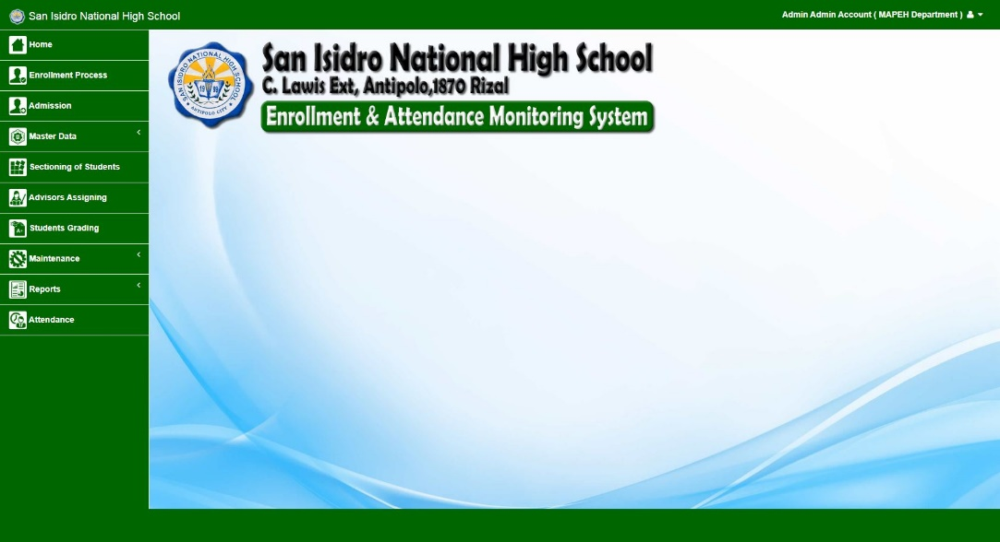 San Isidro National High School
Admin Admin Account ( MAPEH Department )
Home
Enrollment Process
Admission
Master Data
Sectioning of Students
Advisors Assigning
Students Grading
Maintenance
Reports
Attendance
SAN ISIDRO NATIONAL HIGH SCHOOL
ANTIPOLO CITY
San Isidro National High School
C. Lawis Ext, Antipolo,1870 Rizal
Enrollment & Attendance Monitoring System